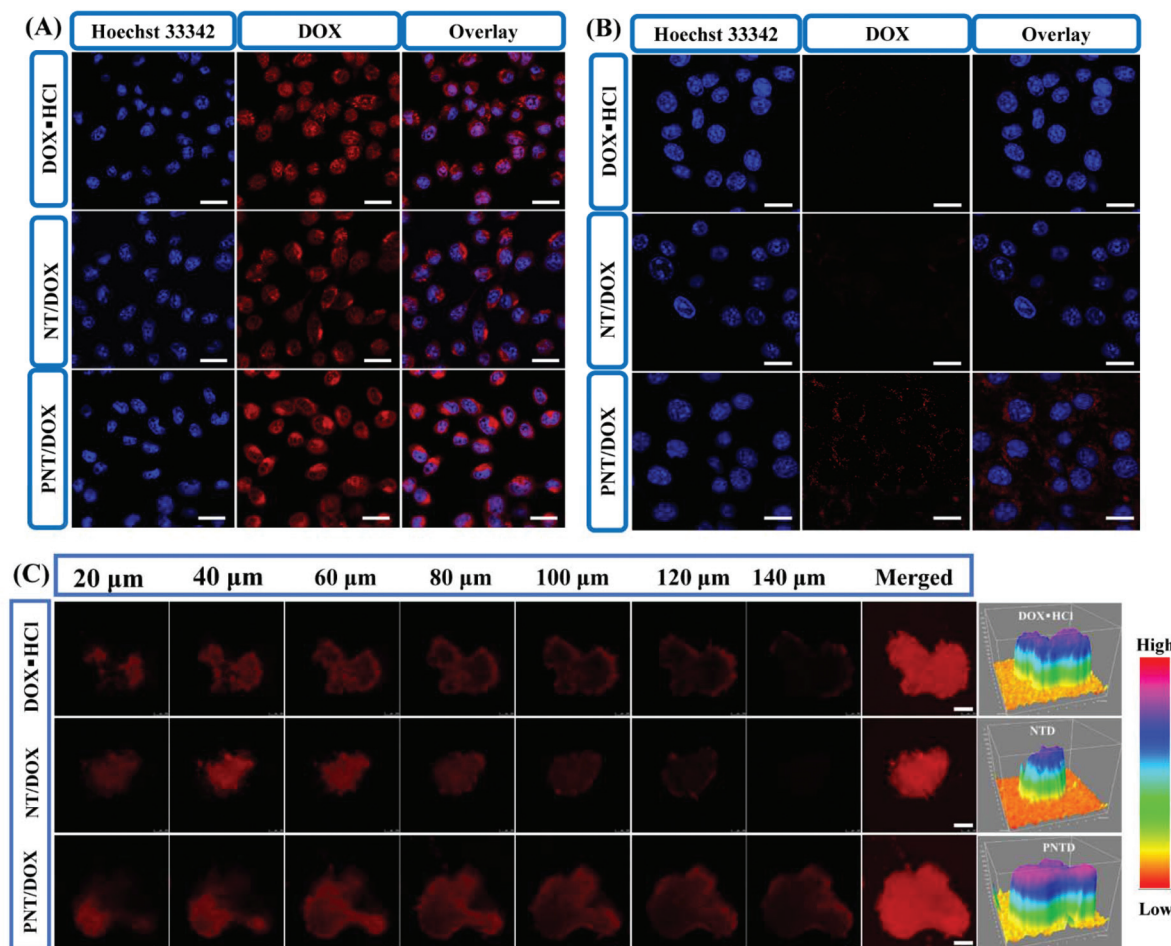 (A)
Hoechst 33342 DOX Overlay
DOX▪HCl
NT/DOX
PNT/DOX
(B)
Hoechst 33342 DOX Overlay
DOX▪HCl
NT/DOX
PNT/DOX
(C)
20 µm 40 µm 60 µm 80 µm 100 µm 120 µm 140 µm Merged
DOX▪HCl
NT/DOX
PNT/DOX
DOX▪HCl
NTD
PNTD
High
Low